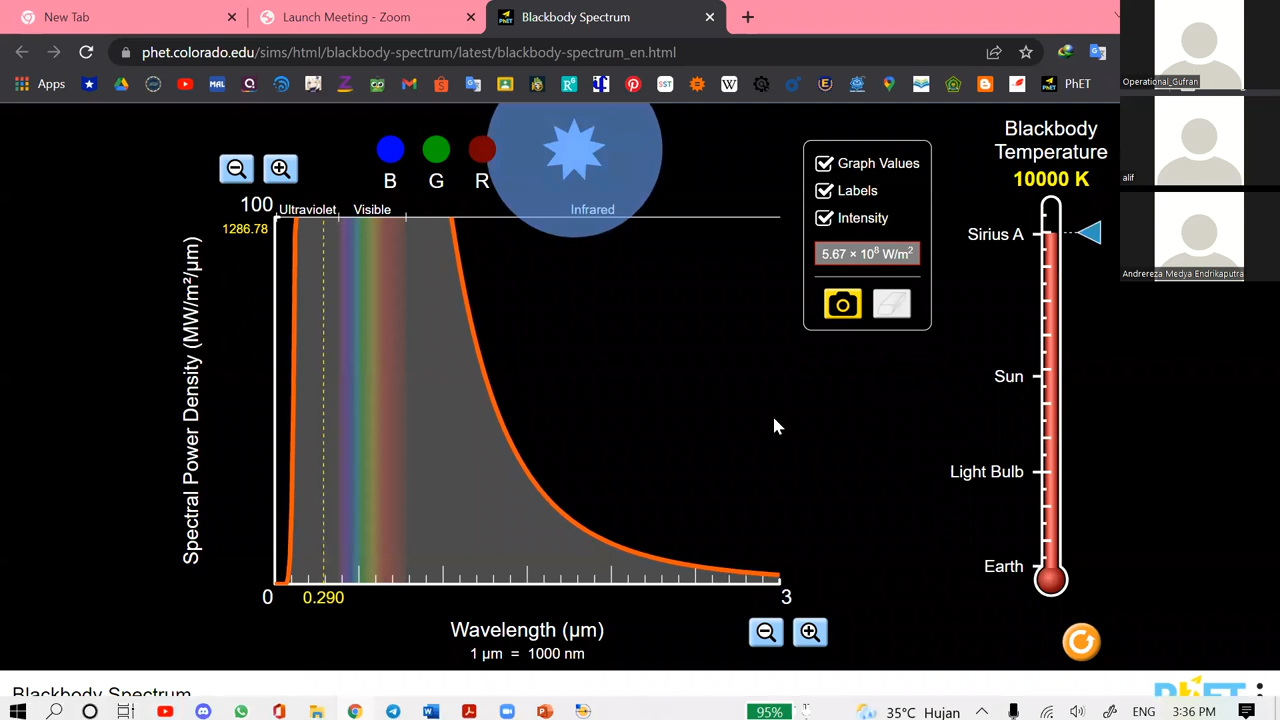 New Tab
Launch Meeting - Zoom
Blackbody Spectrum
phet.colorado.edu/sims/html/blackbody-spectrum/latest/blackbody-spectrum_en.html
Apps
PhET
Operational_Gufran
alif
Andrereza Medya Endrikaputra
B
G
R
100
1286.78
Ultraviolet
Visible
Infrared
Spectral Power Density (MW/m²/μm)
0
0.290
3
Wavelength (μm)
1 μm = 1000 nm
Graph Values
Labels
Intensity
5.67 × 10⁸ W/m²
Blackbody
Temperature
10000 K
Sirius A
Sun
Light Bulb
Earth
Blackbody Spectrum
PhET
95%
35°C Hujan
ENG
3:36 PM